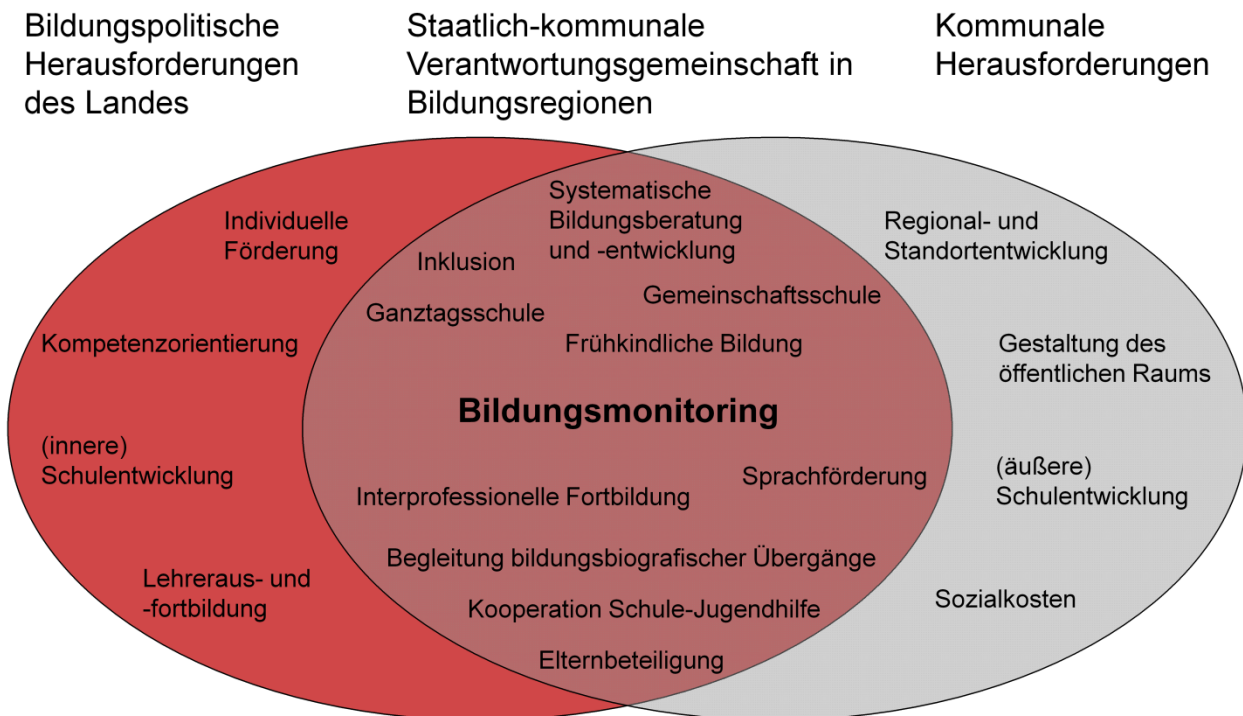 Bildungspolitische
Herausforderungen
des Landes
Staatlich-kommunale
Verantwortungsgemeinschaft in
Bildungsregionen
Kommunale
Herausforderungen
Individuelle
Förderung
Kompetenzorientierung
(innere)
Schulentwicklung
Lehreraus- und
-fortbildung
Systematische
Bildungsberatung
und -entwicklung
Inklusion
Gemeinschaftsschule
Ganztagsschule
Frühkindliche Bildung
Bildungsmonitoring
Sprachförderung
Interprofessionelle Fortbildung
Begleitung bildungsbiografischer Übergänge
Kooperation Schule-Jugendhilfe
Elternbeteiligung
Regional- und
Standortentwicklung
Gestaltung des
öffentlichen Raums
(äußere)
Schulentwicklung
Sozialkosten